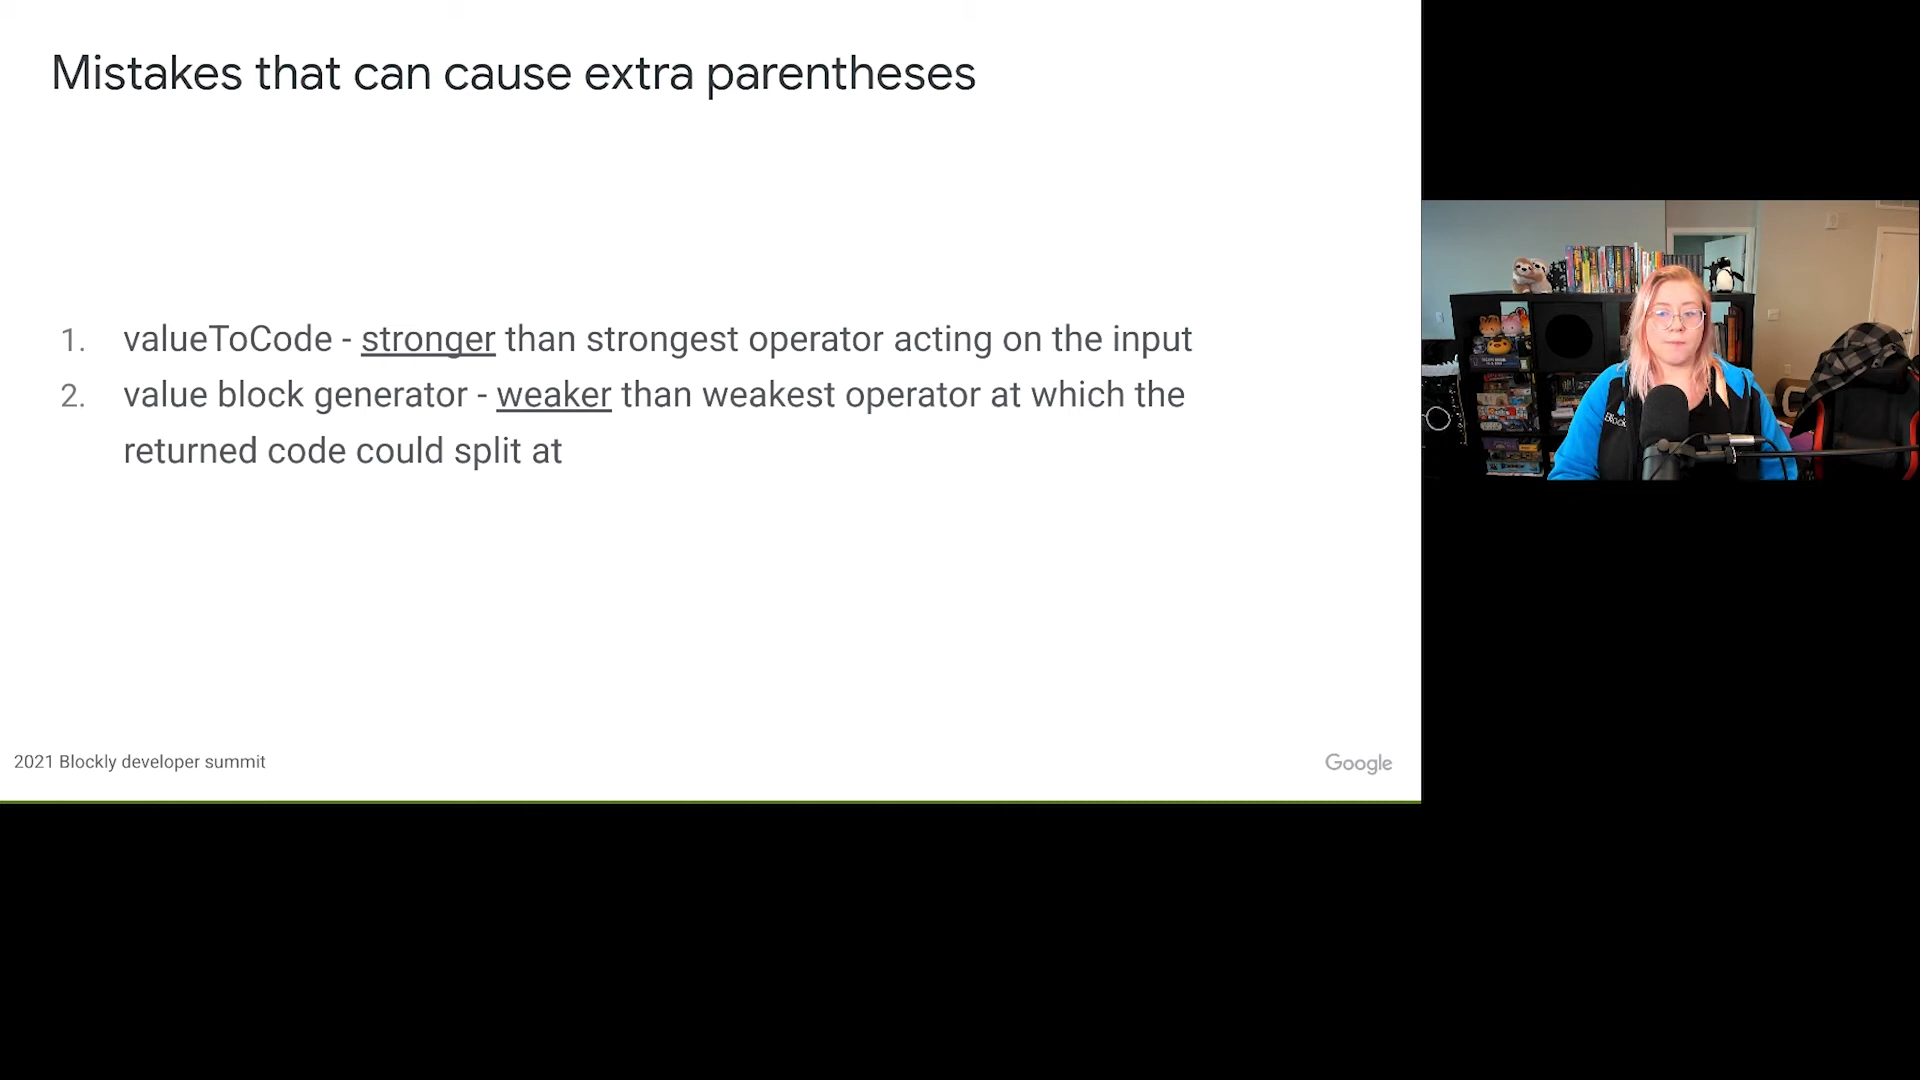 Mistakes that can cause extra parentheses
1. valueToCode - stronger than strongest operator acting on the input
2. value block generator - weaker than weakest operator at which the
returned code could split at
2021 Blockly developer summit
Google